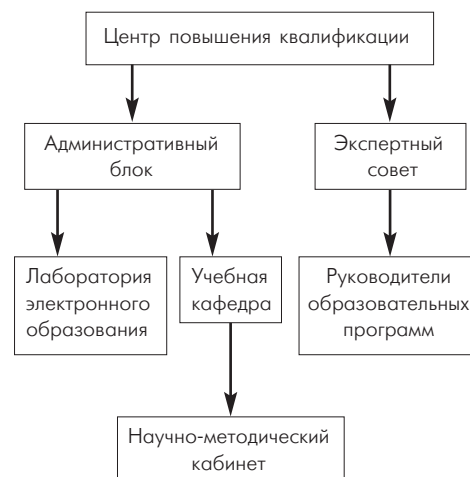 Центр повышения квалификации
Административный
блок
Экспертный
совет
Лаборатория
электронного
образования
Учебная
кафедра
Руководители
образовательных
программ
Научно-методический
кабинет